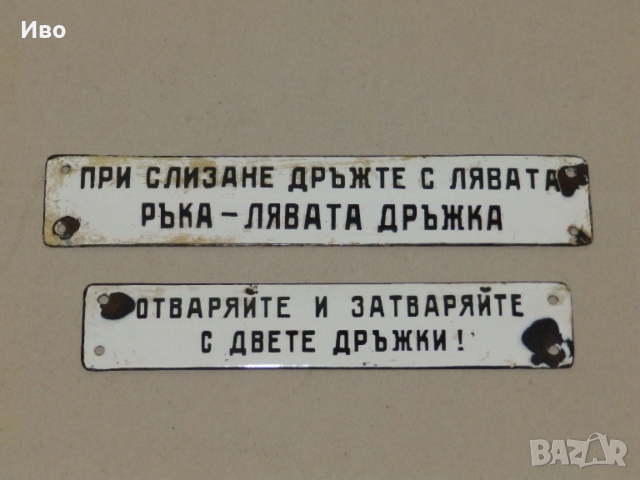 Иво
ПРИ СЛИЗАНЕ ДРЪЖТЕ С ЛЯВАТА
РЪКА – ЛЯВАТА ДРЪЖКА
ОТВАРЯЙТЕ И ЗАТВАРЯЙТЕ
С ДВЕТЕ ДРЪЖКИ!
BAZAR